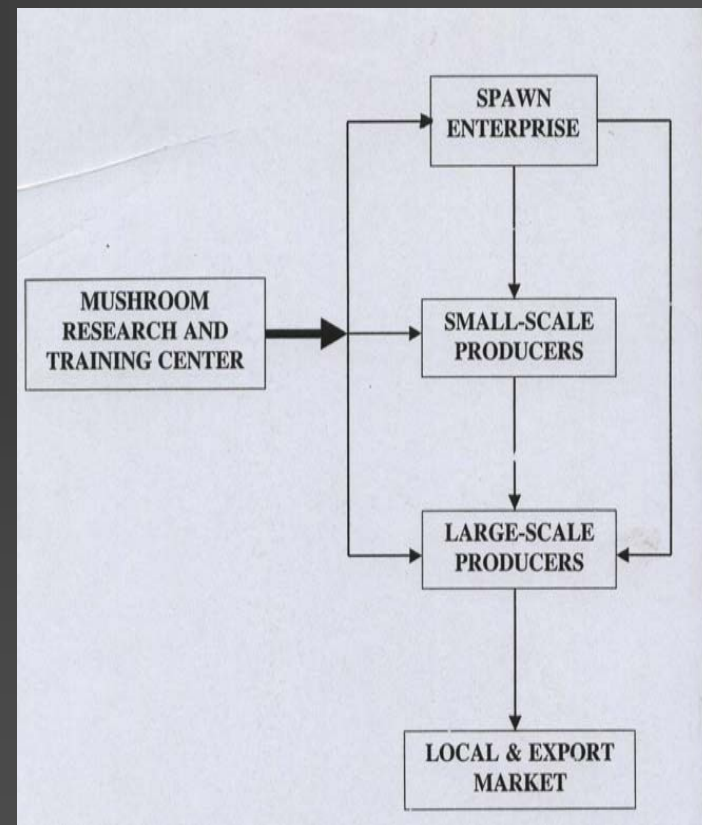 SPAWN
ENTERPRISE
MUSHROOM
RESEARCH AND
TRAINING CENTER
SMALL-SCALE
PRODUCERS
LARGE-SCALE
PRODUCERS
LOCAL & EXPORT
MARKET